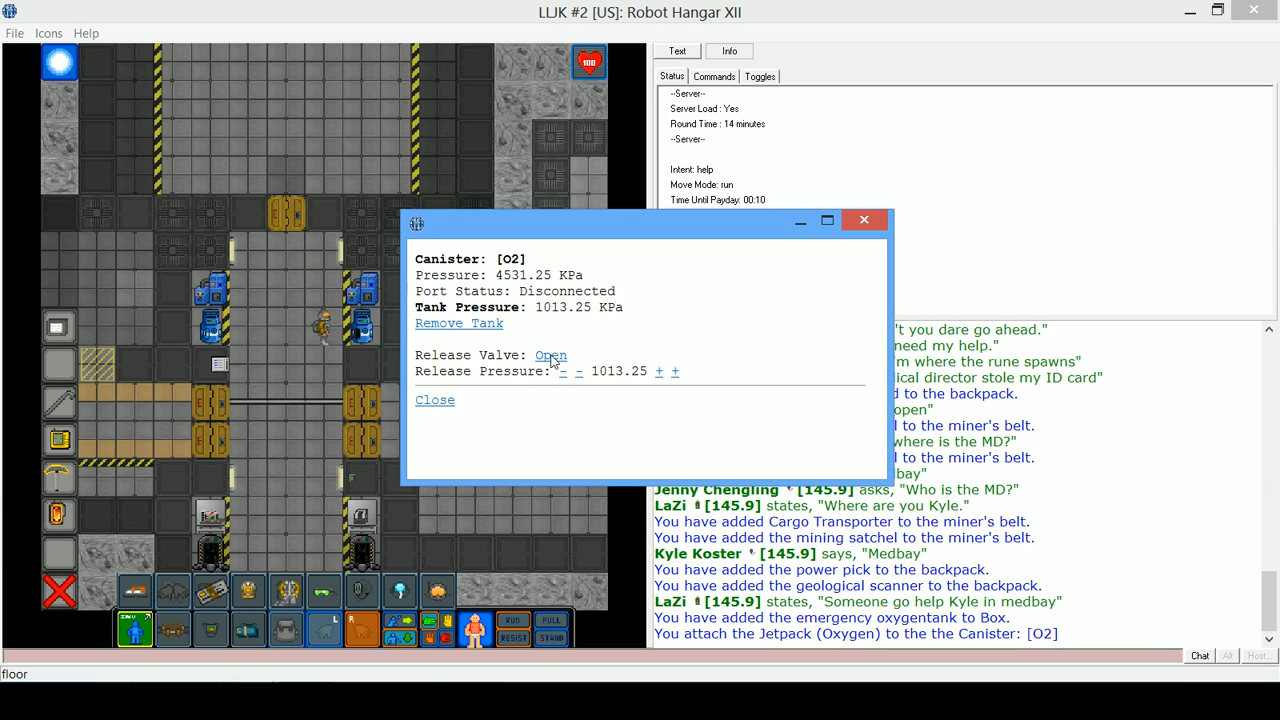 LLJK #2 [US]: Robot Hangar XII
File Icons Help
100
Text Info
Status Commands Toggles
--Server--
Server Load : Yes
Round Time : 14 minutes
--Server--
Intent: help
Move Mode: run
Time Until Payday: 00:10
Canister: [O2]
Pressure: 4531.25 KPa
Port Status: Disconnected
Tank Pressure: 1013.25 KPa
Remove Tank
Release Valve: Open
Release Pressure: - - 1013.25 + +
Close
't you dare go ahead."
need my help."
'm where the rune spawns"
ical director stole my ID card"
d to the backpack.
open"
l to the miner's belt.
where is the MD?"
l to the miner's belt.
bay"
Jenny Chengling [145.9] asks, "Who is the MD?"
LaZi [145.9] states, "Where are you Kyle."
You have added Cargo Transporter to the miner's belt.
You have added the mining satchel to the miner's belt.
Kyle Koster [145.9] says, "Medbay"
You have added the power pick to the backpack.
You have added the geological scanner to the backpack.
LaZi [145.9] states, "Someone go help Kyle in medbay"
You have added the emergency oxygentank to Box.
You attach the Jetpack (Oxygen) to the the Canister: [O2]
INV L R RUN PULL
RESIST STAND
Chat Alt Host...
floor